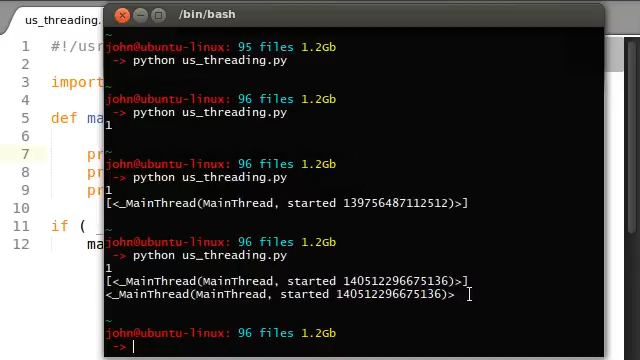 us_threading.
/bin/bash
1 #!/usr
2
3 import
4
5 def ma
6
7 pr
8 pr
9 pr
10
11 if ( _
12 ma
~
john@ubuntu-linux: 95 files 1.2Gb
-> python us_threading.py
~
john@ubuntu-linux: 96 files 1.2Gb
-> python us_threading.py
1
~
john@ubuntu-linux: 96 files 1.2Gb
-> python us_threading.py
1
[<_MainThread(MainThread, started 139756487112512)>]
~
john@ubuntu-linux: 96 files 1.2Gb
-> python us_threading.py
1
[<_MainThread(MainThread, started 140512296675136)>]
<_MainThread(MainThread, started 140512296675136)>
~
john@ubuntu-linux: 96 files 1.2Gb
->